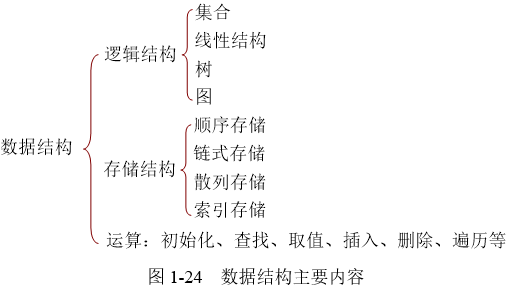 数据结构
逻辑结构
集合
线性结构
树
图
存储结构
顺序存储
链式存储
散列存储
索引存储
运算：初始化、查找、取值、插入、删除、遍历等
图 1-24 数据结构主要内容